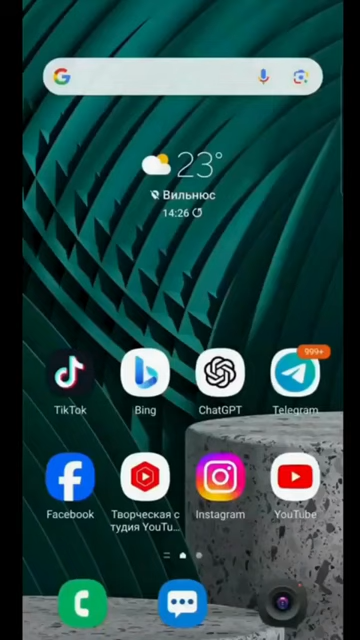 23°
Вильнюс
14:26
999+
TikTok
Bing
ChatGPT
Telegram
Facebook
Творческая с
тудия YouTu...
Instagram
YouTube